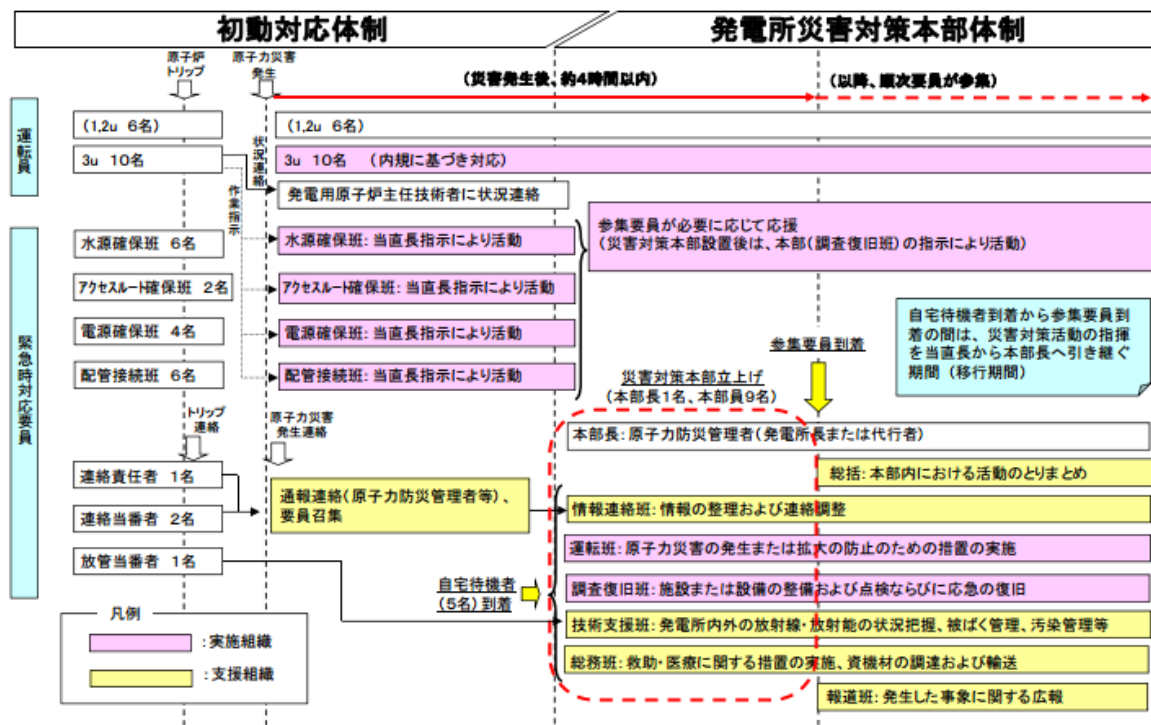 初動対応体制
発電所災害対策本部体制
原子炉
トリップ
原子力災害
発生
(災害発生後、約4時間以内)
(以降、順次要員が参集)
運転員
(1,2u 6名)
3u 10名
状況連絡
作業指示
(1,2u 6名)
3u 10名 (内規に基づき対応)
発電用原子炉主任技術者に状況連絡
緊急時対応要員
水源確保班 6名
アクセスルート確保班 2名
電源確保班 4名
配管接続班 6名
水源確保班:当直長指示により活動
アクセスルート確保班:当直長指示により活動
電源確保班:当直長指示により活動
配管接続班:当直長指示により活動
参集要員が必要に応じて応援
(災害対策本部設置後は、本部(調査復旧班)の指示により活動)
自宅待機者到着から参集要員到
着の間は、災害対策活動の指揮
を当直長から本部長へ引き継ぐ
期間(移行期間)
参集要員到着
災害対策本部立上げ
(本部長1名、本部員9名)
トリップ
連絡
原子力災害
発生連絡
連絡責任者 1名
連絡当番者 2名
放管当番者 1名
通報連絡(原子力防災管理者等)、
要員召集
自宅待機者
(5名)到着
本部長:原子力防災管理者(発電所長または代行者)
総括:本部内における活動のとりまとめ
情報連絡班:情報の整理および連絡調整
運転班:原子力災害の発生または拡大の防止のための措置の実施
調査復旧班:施設または設備の整備および点検ならびに応急の復旧
技術支援班:発電所内外の放射線・放射能の状況把握、被ばく管理、汚染管理等
総務班:救助・医療に関する措置の実施、資機材の調達および輸送
報道班:発生した事象に関する広報
凡例
:実施組織
:支援組織